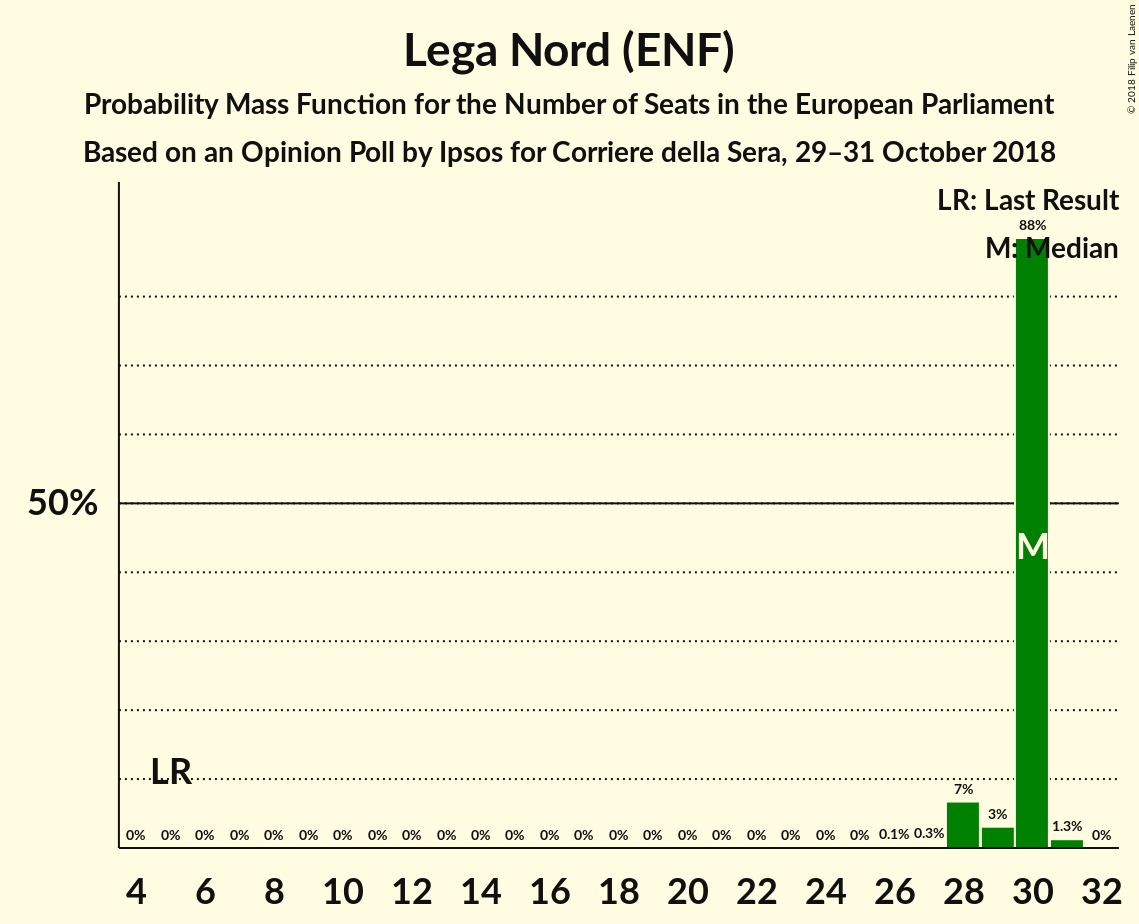 Lega Nord (ENF)
Probability Mass Function for the Number of Seats in the European Parliament
Based on an Opinion Poll by Ipsos for Corriere della Sera, 29–31 October 2018
© 2018 Filip van Laenen
LR: Last Result
M: Median
88%
50%
M
LR
7%
3%
1.3%
0% 0% 0% 0% 0% 0% 0% 0% 0% 0% 0% 0% 0% 0% 0% 0% 0% 0% 0% 0% 0% 0% 0.1% 0.3% 0%
4 6 8 10 12 14 16 18 20 22 24 26 28 30 32